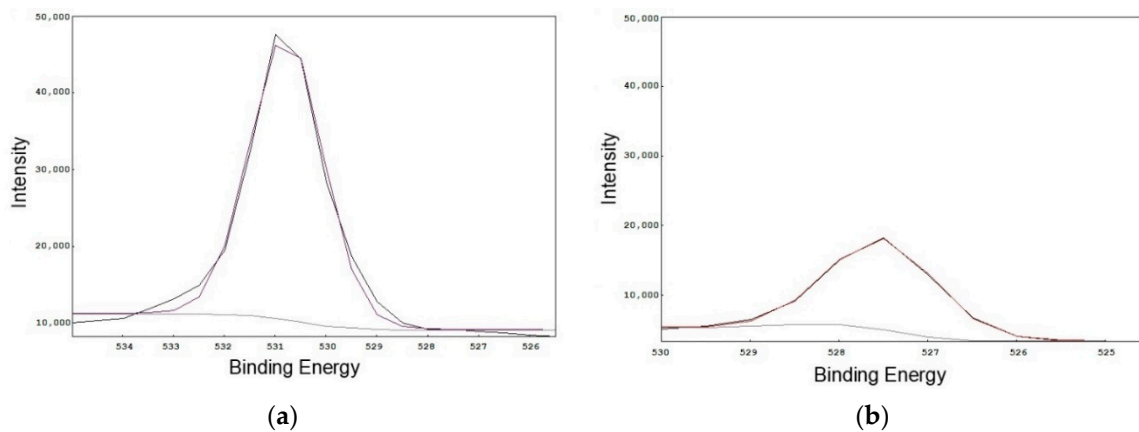 50,000
40,000
30,000
20,000
10,000
Intensity
534 533 532 531 530 529 528 527 526
Binding Energy
(a)
50,000
40,000
30,000
20,000
10,000
Intensity
530 529 528 527 526 525
Binding Energy
(b)